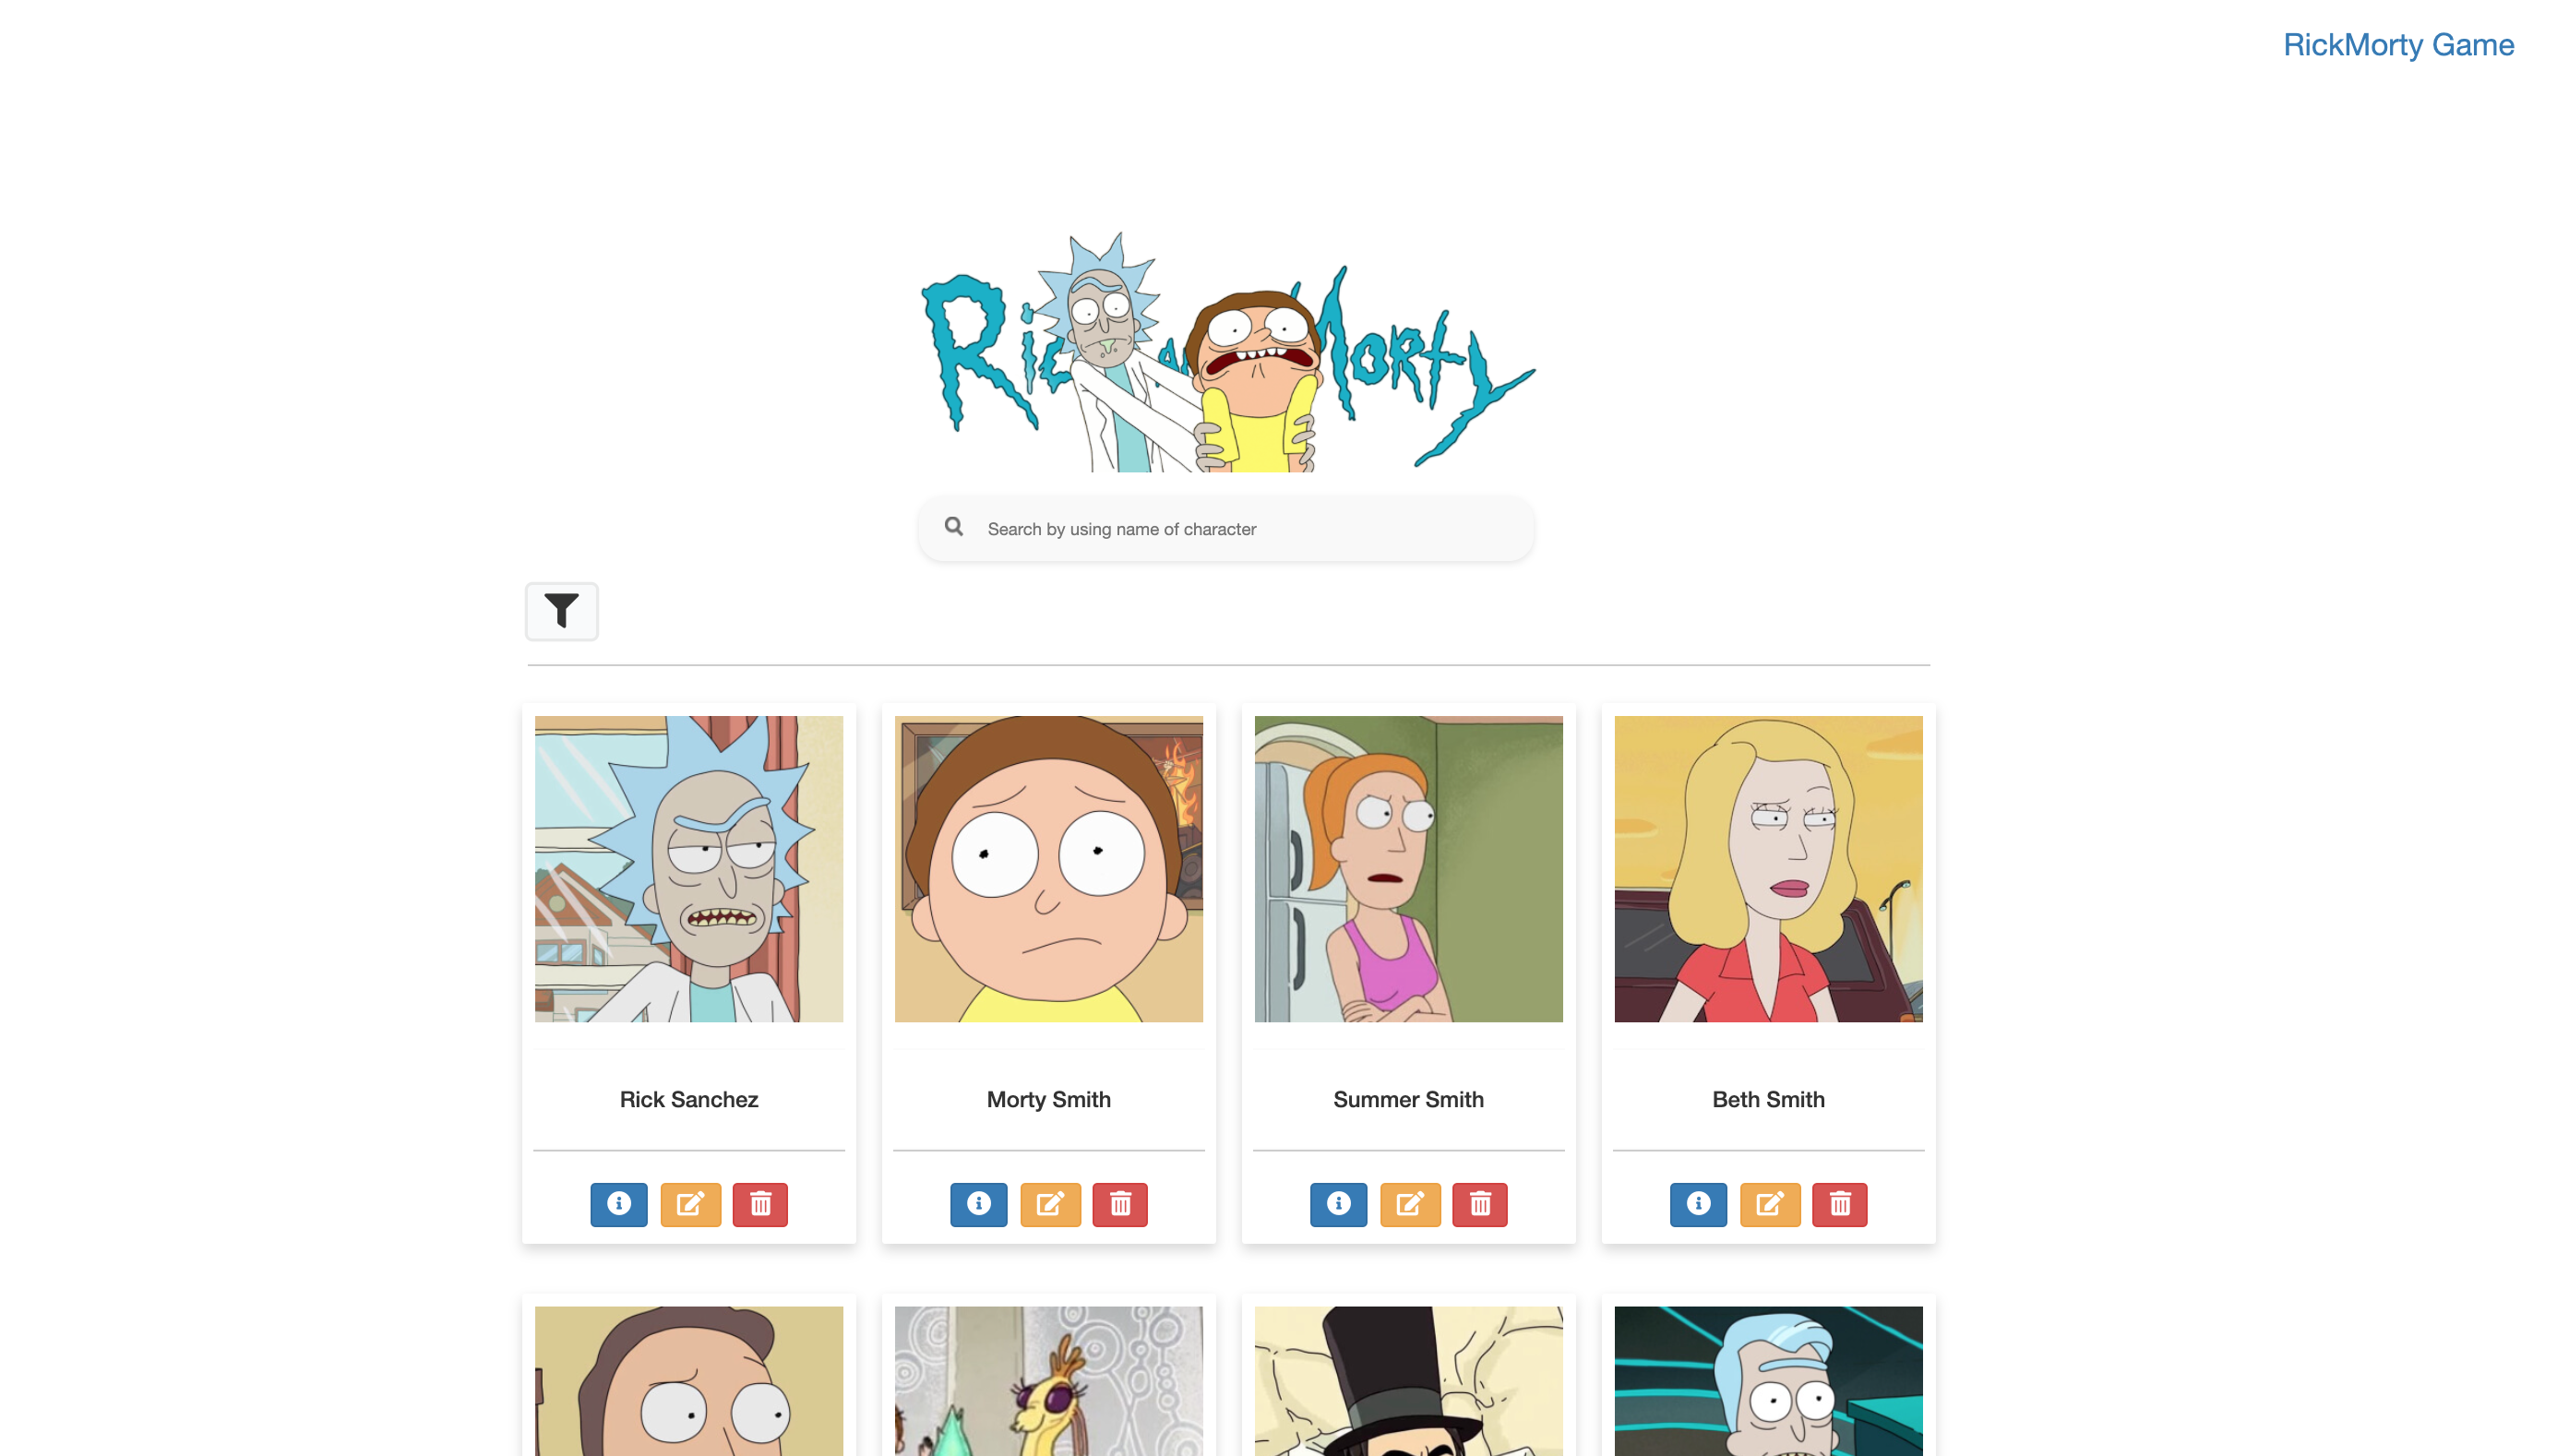 RickMorty Game
Rick and Morty
Search by using name of character
Rick Sanchez
Morty Smith
Summer Smith
Beth Smith